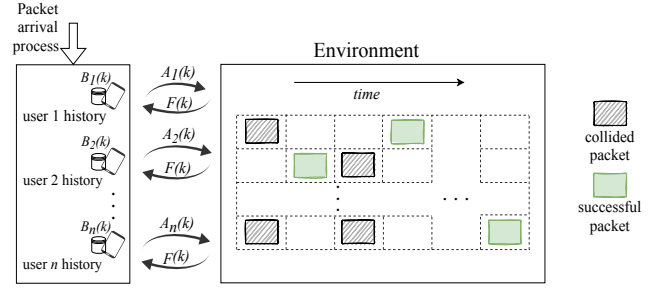 Packet
arrival
process
Environment
B1(k)
A1(k)
F(k)
user 1 history
time
B2(k)
A2(k)
F(k)
user 2 history
Bn(k)
An(k)
F(k)
user n history
. . .
collided
packet
successful
packet